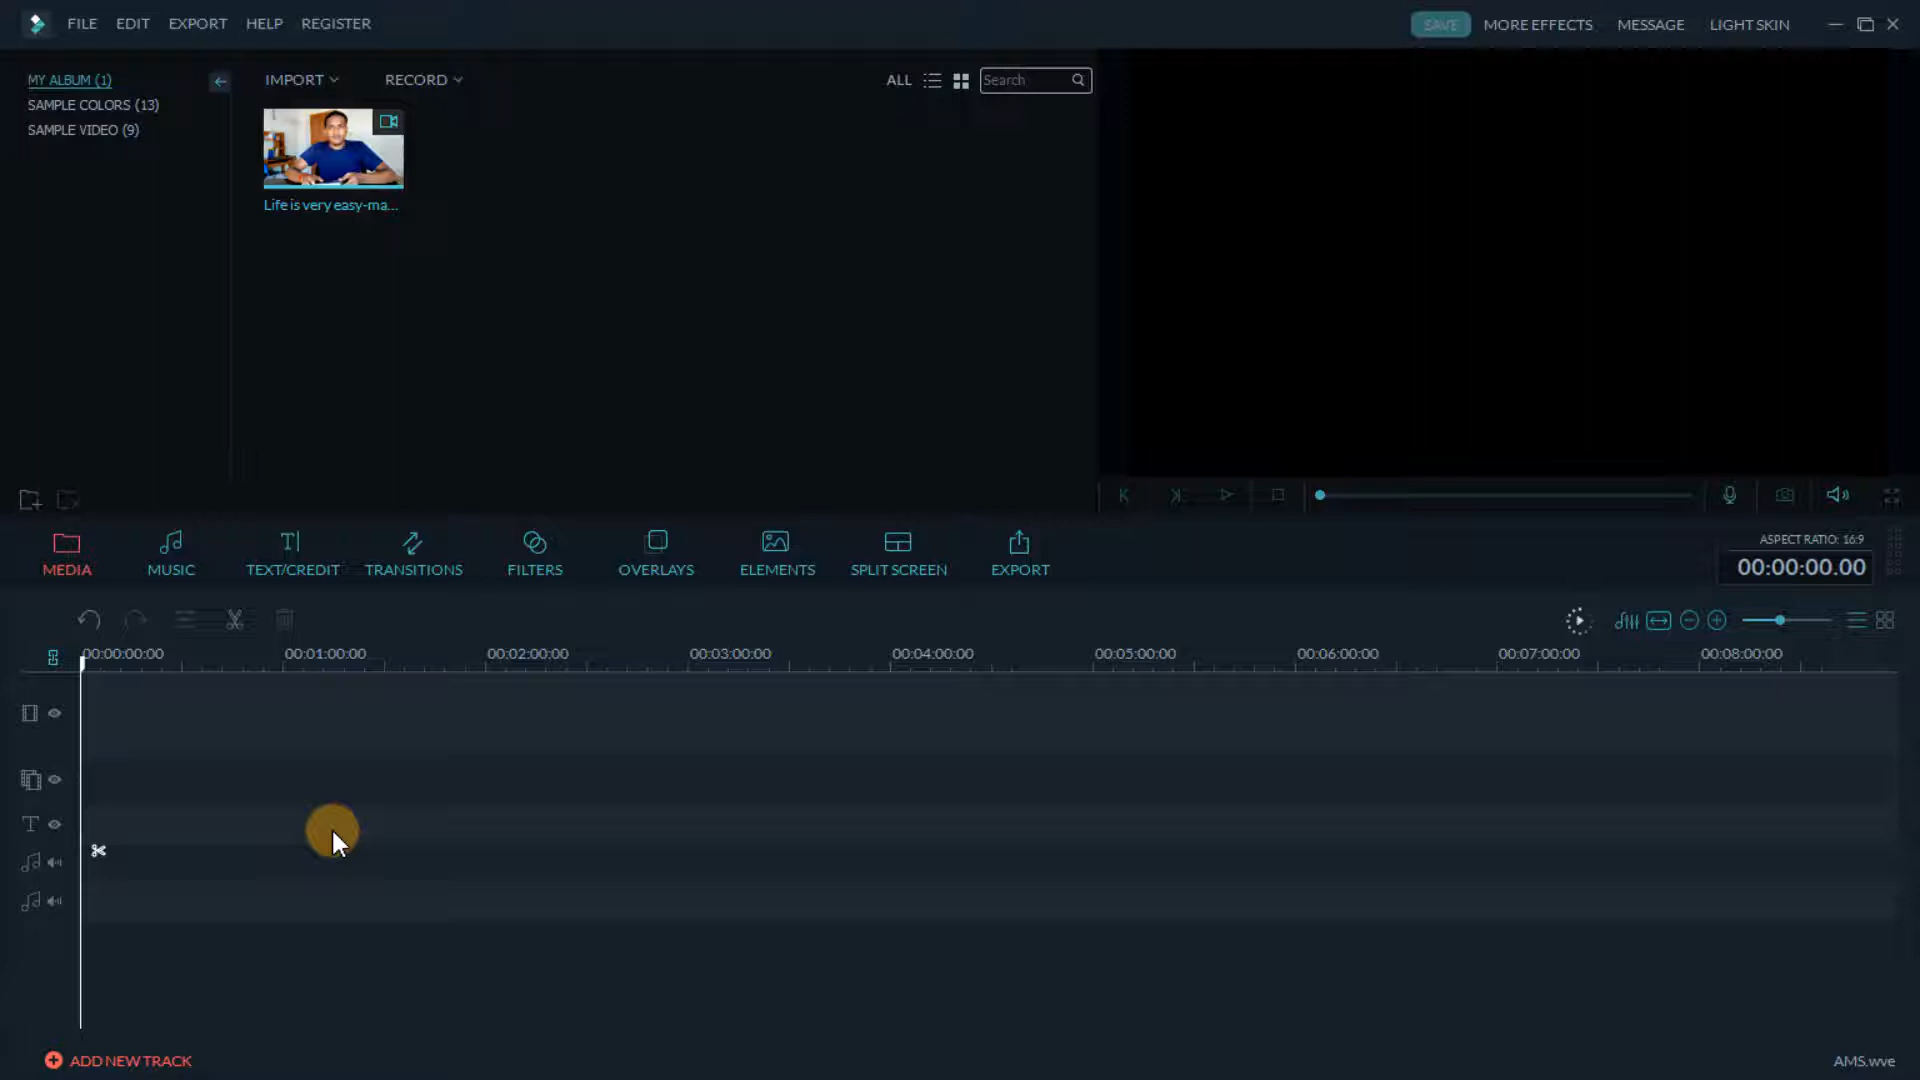 FILE EDIT EXPORT HELP REGISTER SAVE MORE EFFECTS MESSAGE LIGHT SKIN
MY ALBUM (1) IMPORT RECORD ALL Search
SAMPLE COLORS (13)
SAMPLE VIDEO (9)
Life is very easy-ma...
ASPECT RATIO: 16:9
MEDIA MUSIC TEXT/CREDIT TRANSITIONS FILTERS OVERLAYS ELEMENTS SPLIT SCREEN EXPORT 00:00:00.00
00:00:00:00 00:01:00:00 00:02:00:00 00:03:00:00 00:04:00:00 00:05:00:00 00:06:00:00 00:07:00:00 00:08:00:00
ADD NEW TRACK AMS.wve